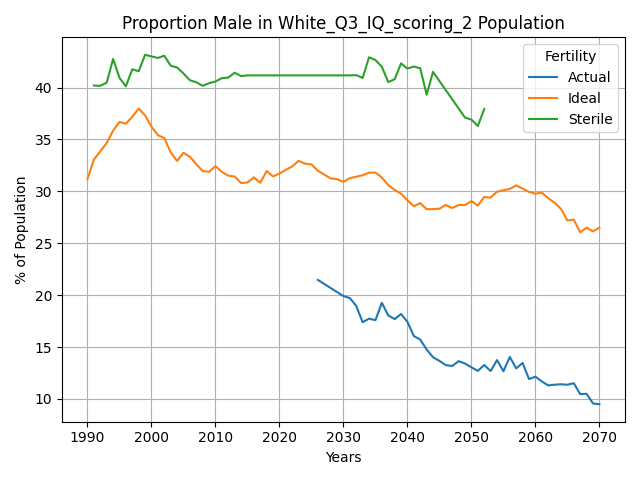 Proportion Male in White_Q3_IQ_scoring_2 Population
Fertility
Actual
Ideal
Sterile
% of Population
40
35
30
25
20
15
10
1990 2000 2010 2020 2030 2040 2050 2060 2070
Years